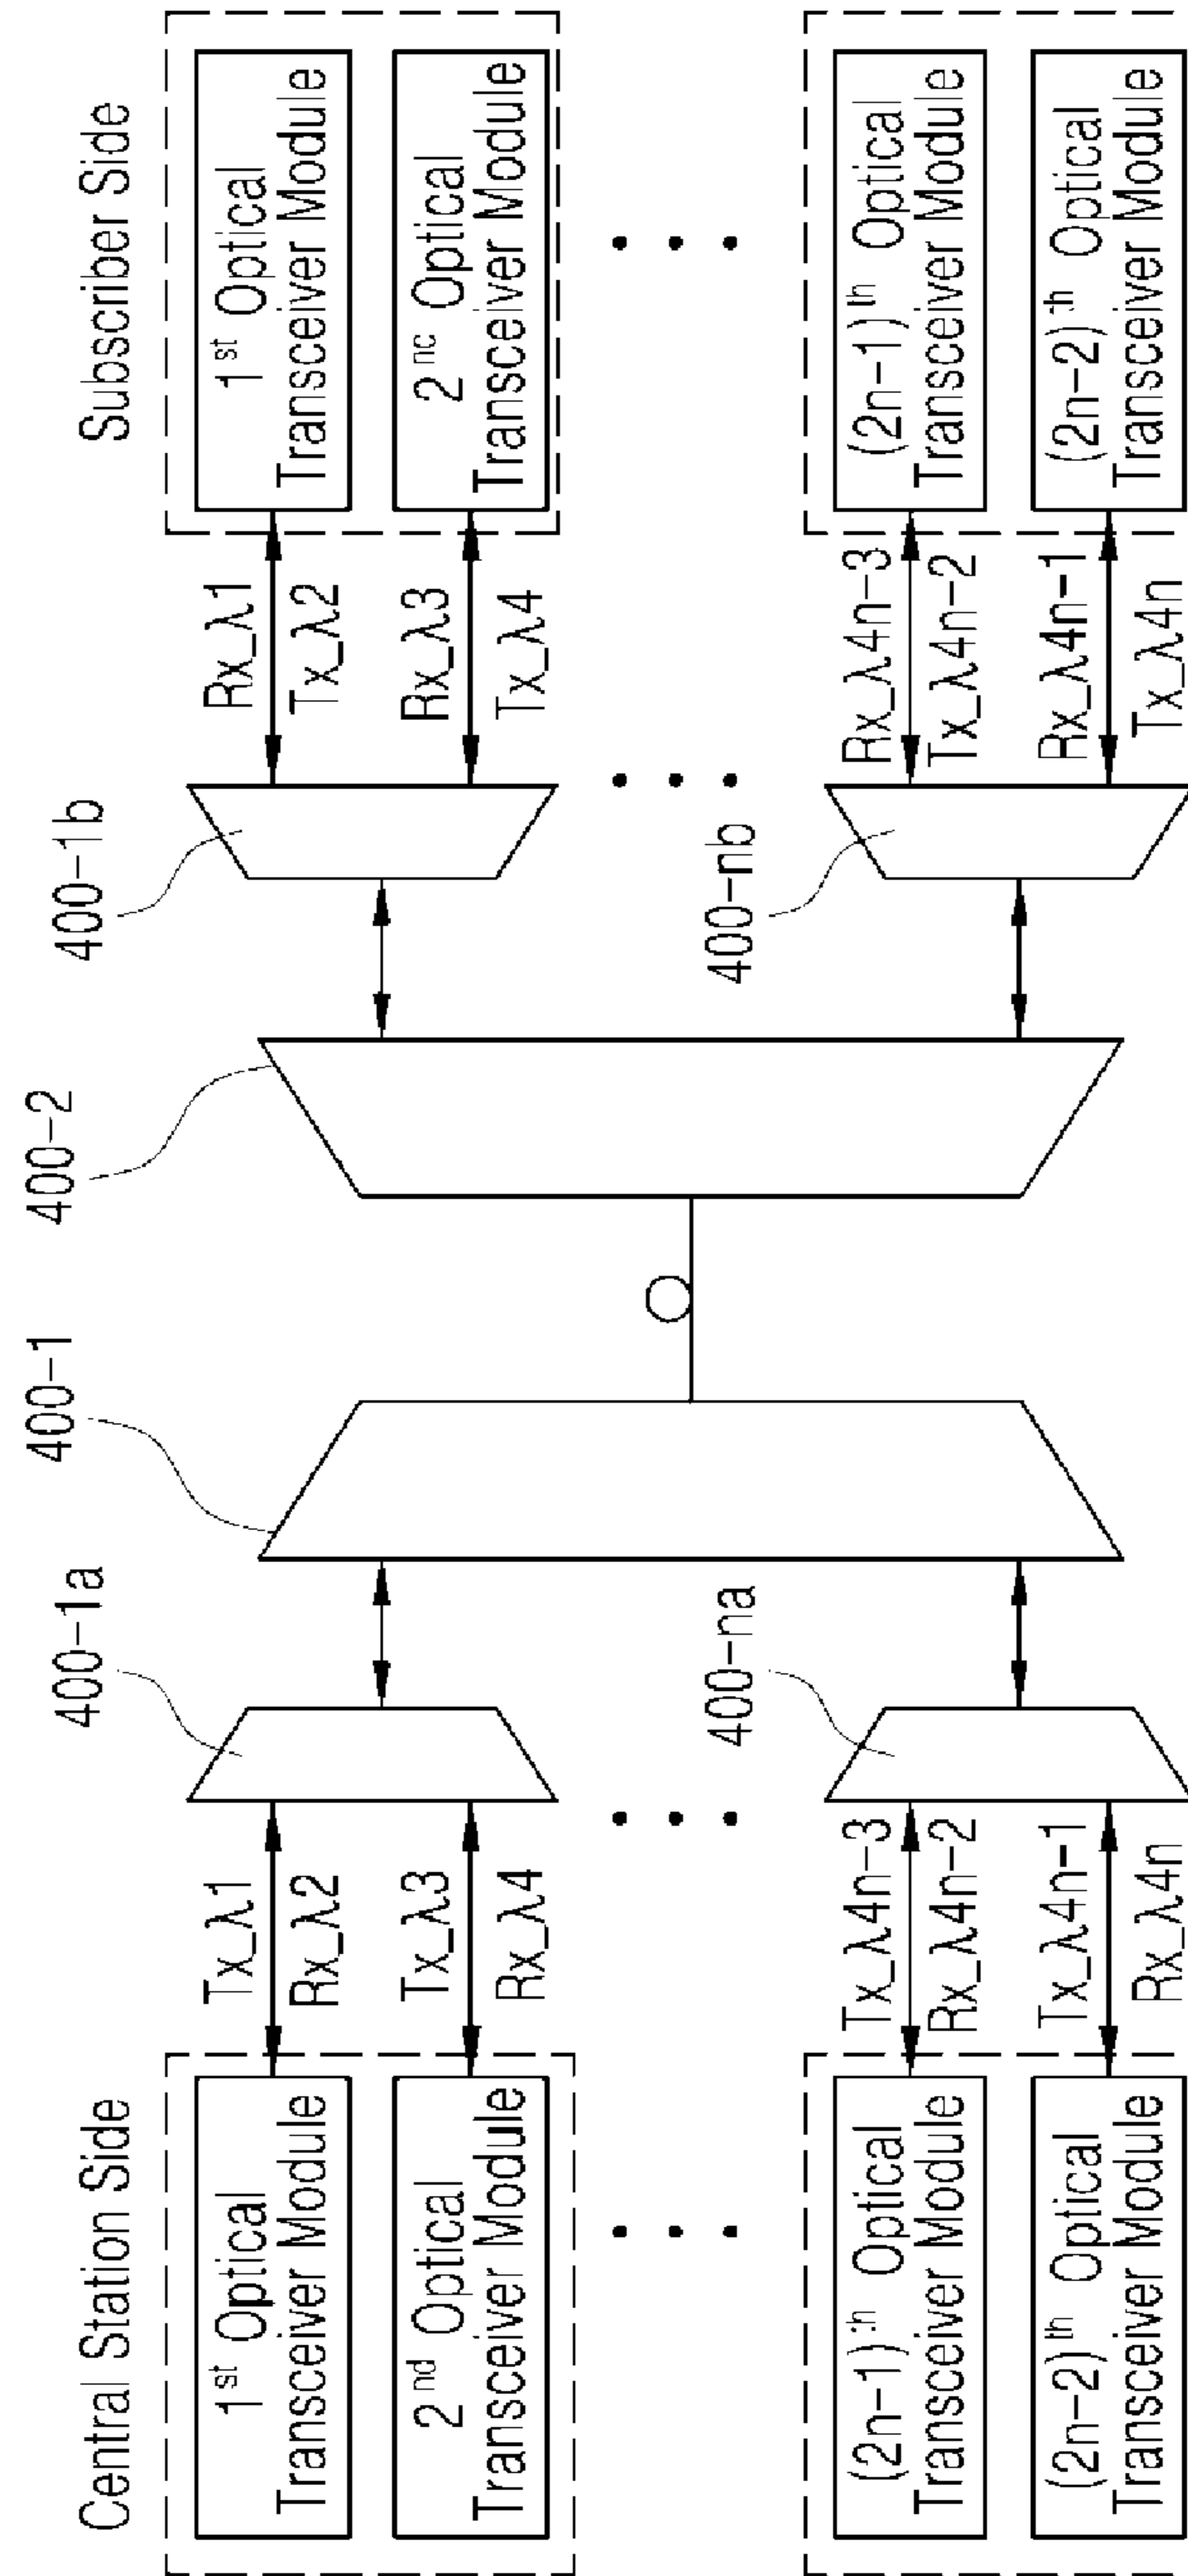 Central Station Side
Subscriber Side
400-1a
400-1
400-2
400-1b
1st Optical
Transceiver Module
Tx_λ1
Rx_λ2
Rx_λ1
Tx_λ2
1st Optical
Transceiver Module
2nd Optical
Transceiver Module
Tx_λ3
Rx_λ4
Rx_λ3
Tx_λ4
2nc Optical
Transceiver Module
400-na
400-nb
(2n-1):h Optical
Transceiver Module
Tx_λ4n-3
Rx_λ4n-2
Rx_λ4n-3
Tx_λ4n-2
(2n-1)th Optical
Transceiver Module
(2n-2)th Optical
Transceiver Module
Tx_λ4n-1
Rx_λ4n
Rx_λ4n-1
Tx_λ4n
(2n-2):h Optical
Transceiver Module